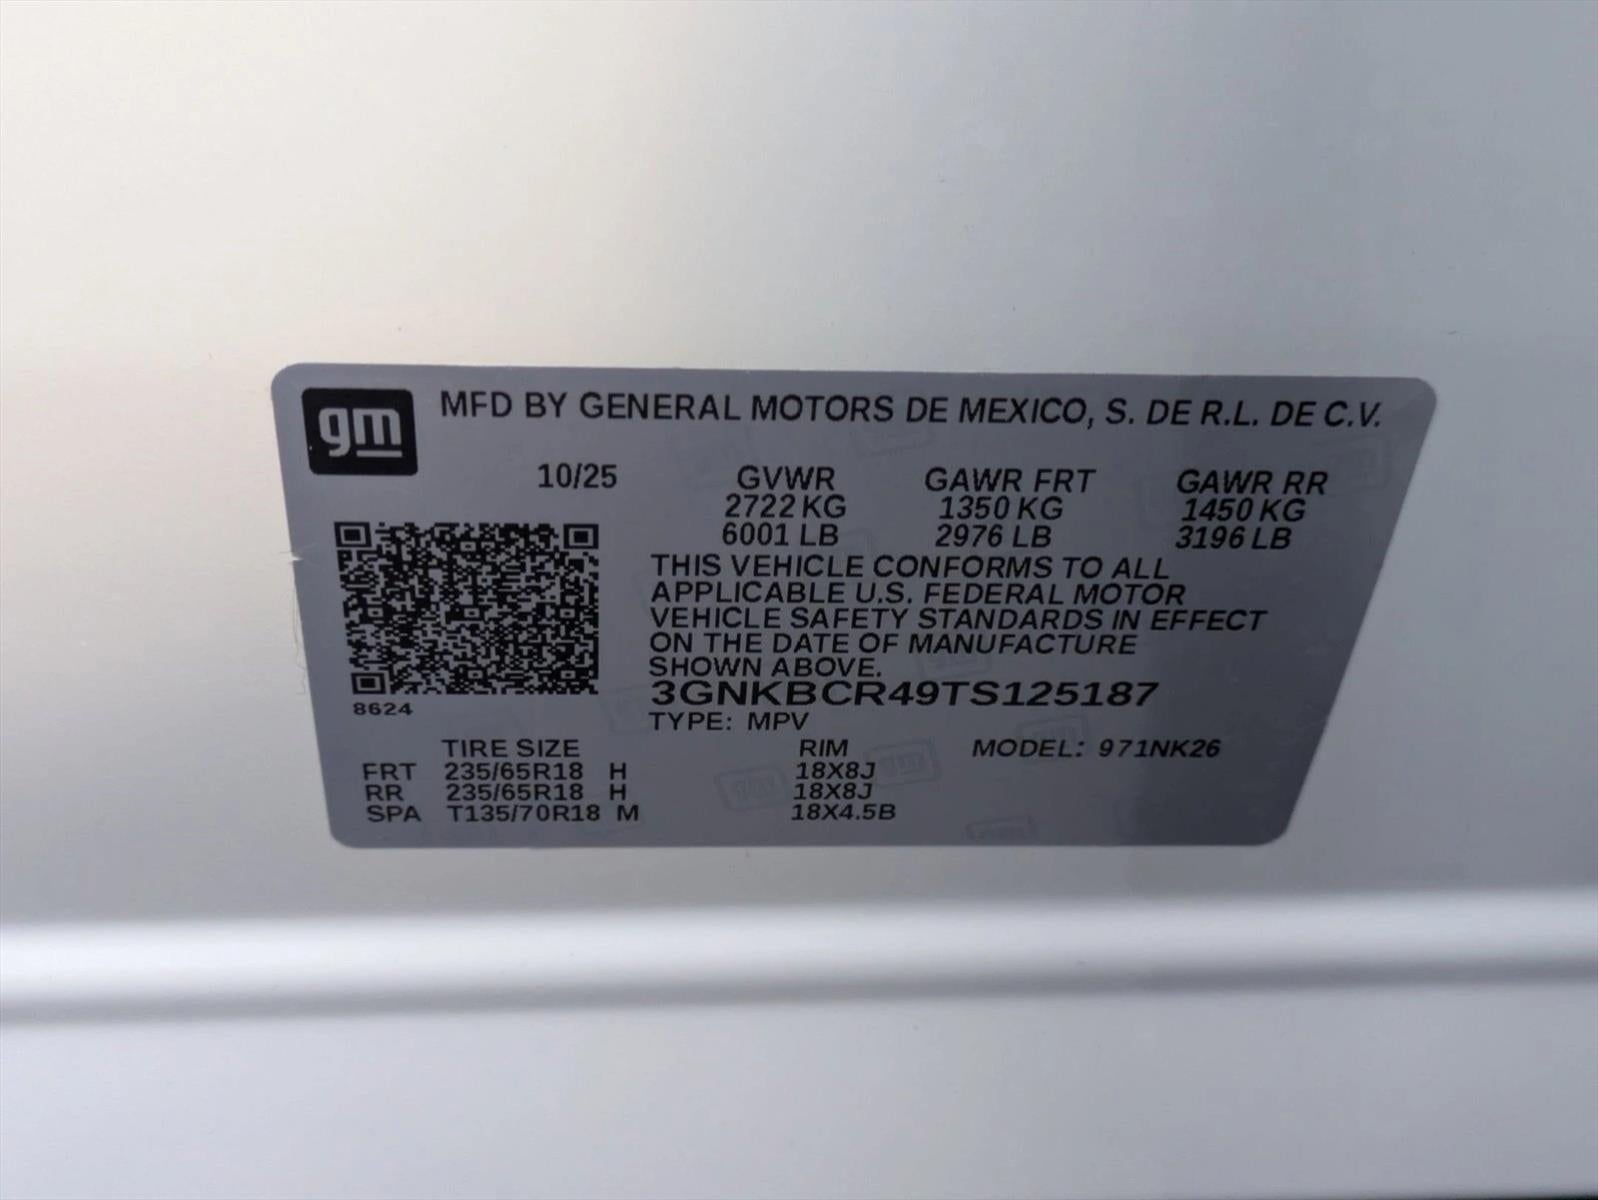 gm
MFD BY GENERAL MOTORS DE MEXICO, S. DE R.L. DE C.V.
10/25 GVWR GAWR FRT GAWR RR
2722 KG 1350 KG 1450 KG
6001 LB 2976 LB 3196 LB
THIS VEHICLE CONFORMS TO ALL
APPLICABLE U.S. FEDERAL MOTOR
VEHICLE SAFETY STANDARDS IN EFFECT
ON THE DATE OF MANUFACTURE
SHOWN ABOVE.
3GNKBCR49TS125187
8624
TYPE: MPV
TIRE SIZE RIM MODEL: 971NK26
FRT 235/65R18 H 18X8J
RR 235/65R18 H 18X8J
SPA T135/70R18 M 18X4.5B